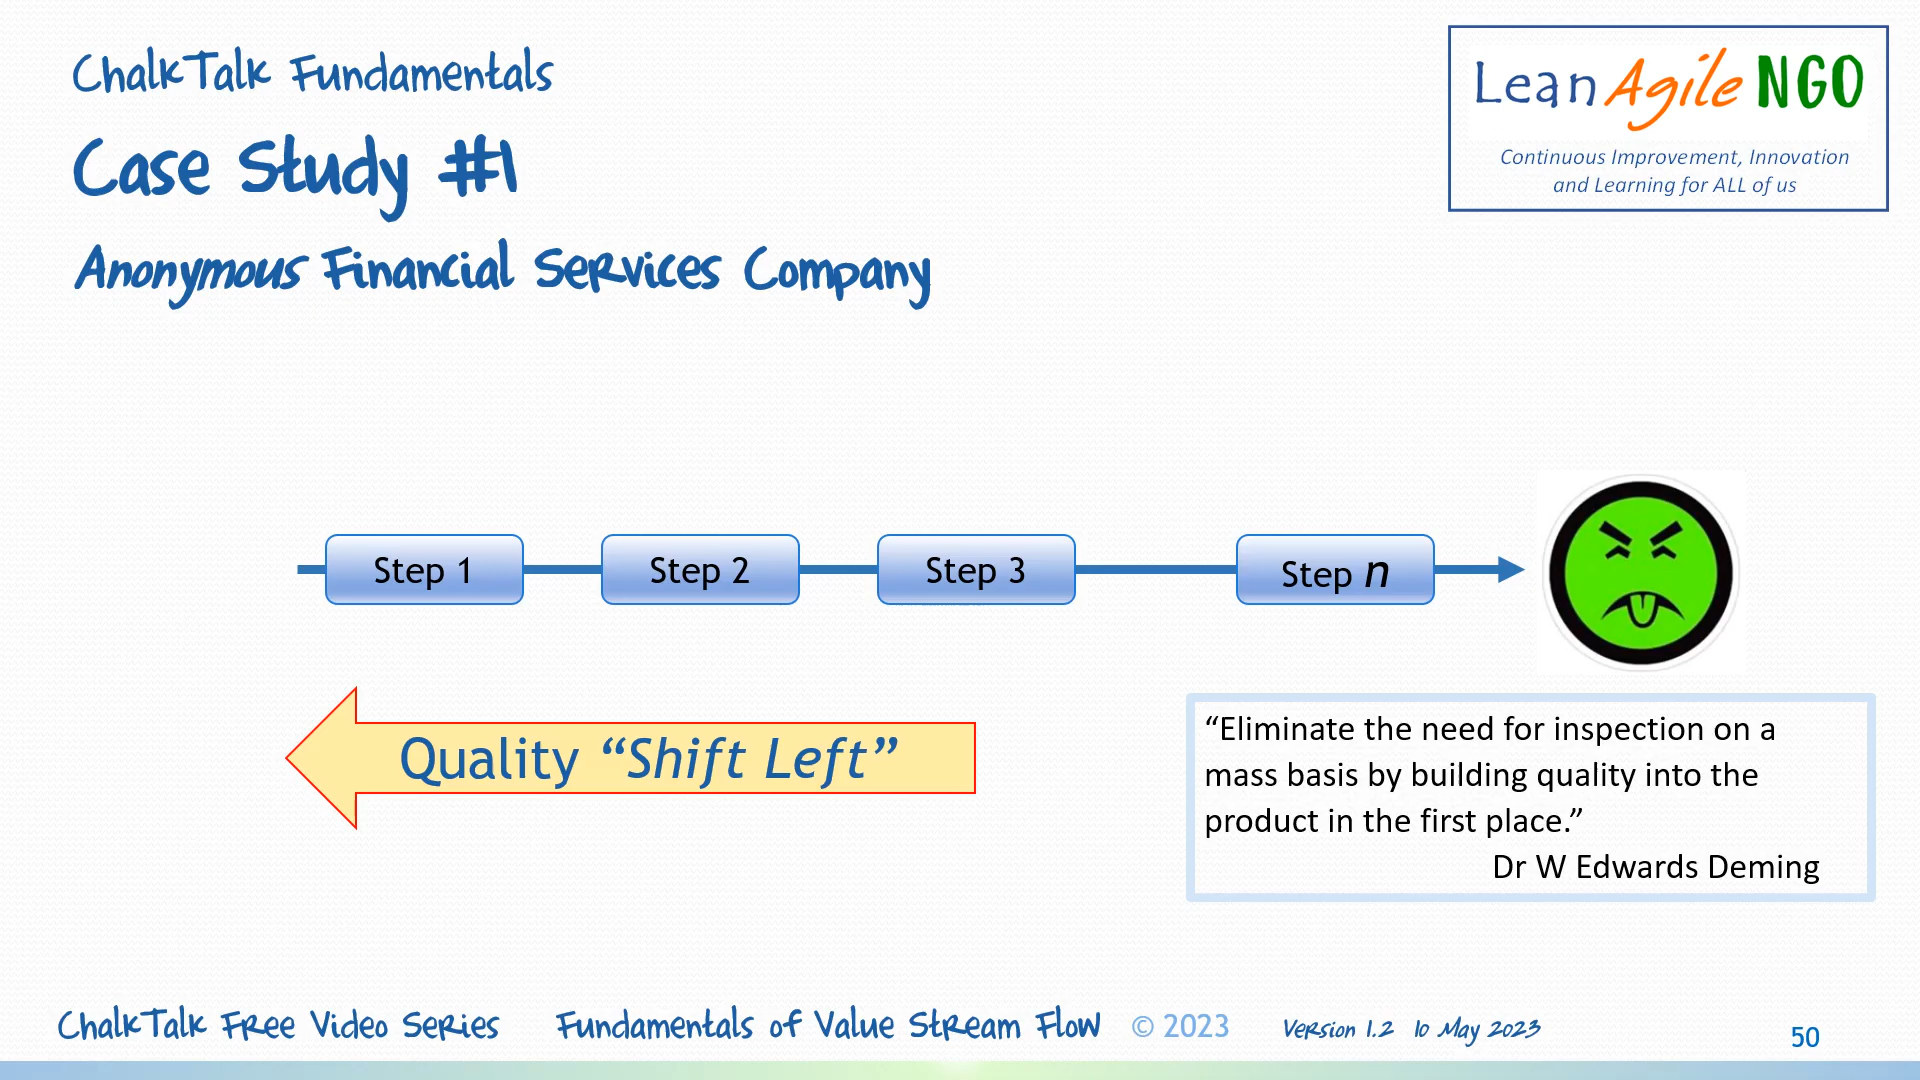 ChalkTalk Fundamentals
Case Study #1
Anonymous Financial Services Company
Lean Agile NGO
Continuous Improvement, Innovation
and Learning for ALL of us
Step 1
Step 2
Step 3
Step n
Quality “Shift Left”
“Eliminate the need for inspection on a
mass basis by building quality into the
product in the first place.”
Dr W Edwards Deming
ChalkTalk Free Video Series Fundamentals of Value Stream Flow © 2023 Version 1.2 10 May 2023
50